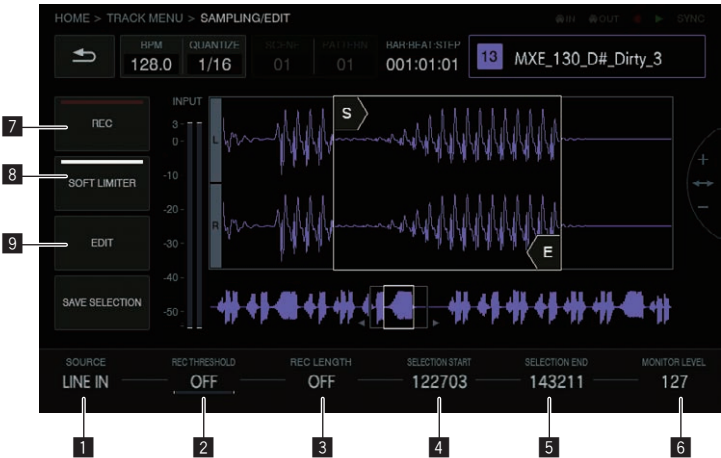 HOME > TRACK MENU > SAMPLING/EDIT
IN OUT SYNC
BPM QUANTIZE SCENE PATTERN BAR:BEAT:STEP
128.0 1/16 01 01 001:01:01 13 MXE_130_D#_Dirty_3
7 REC
INPUT
3
0
-10
-20
-30
-40
-50
L
R
S
E
+
-
8 SOFT LIMITER
9 EDIT
SAVE SELECTION
SOURCE REC THRESHOLD REC LENGTH SELECTION START SELECTION END MONITOR LEVEL
LINE IN OFF OFF 122703 143211 127
1 2 3 4 5 6